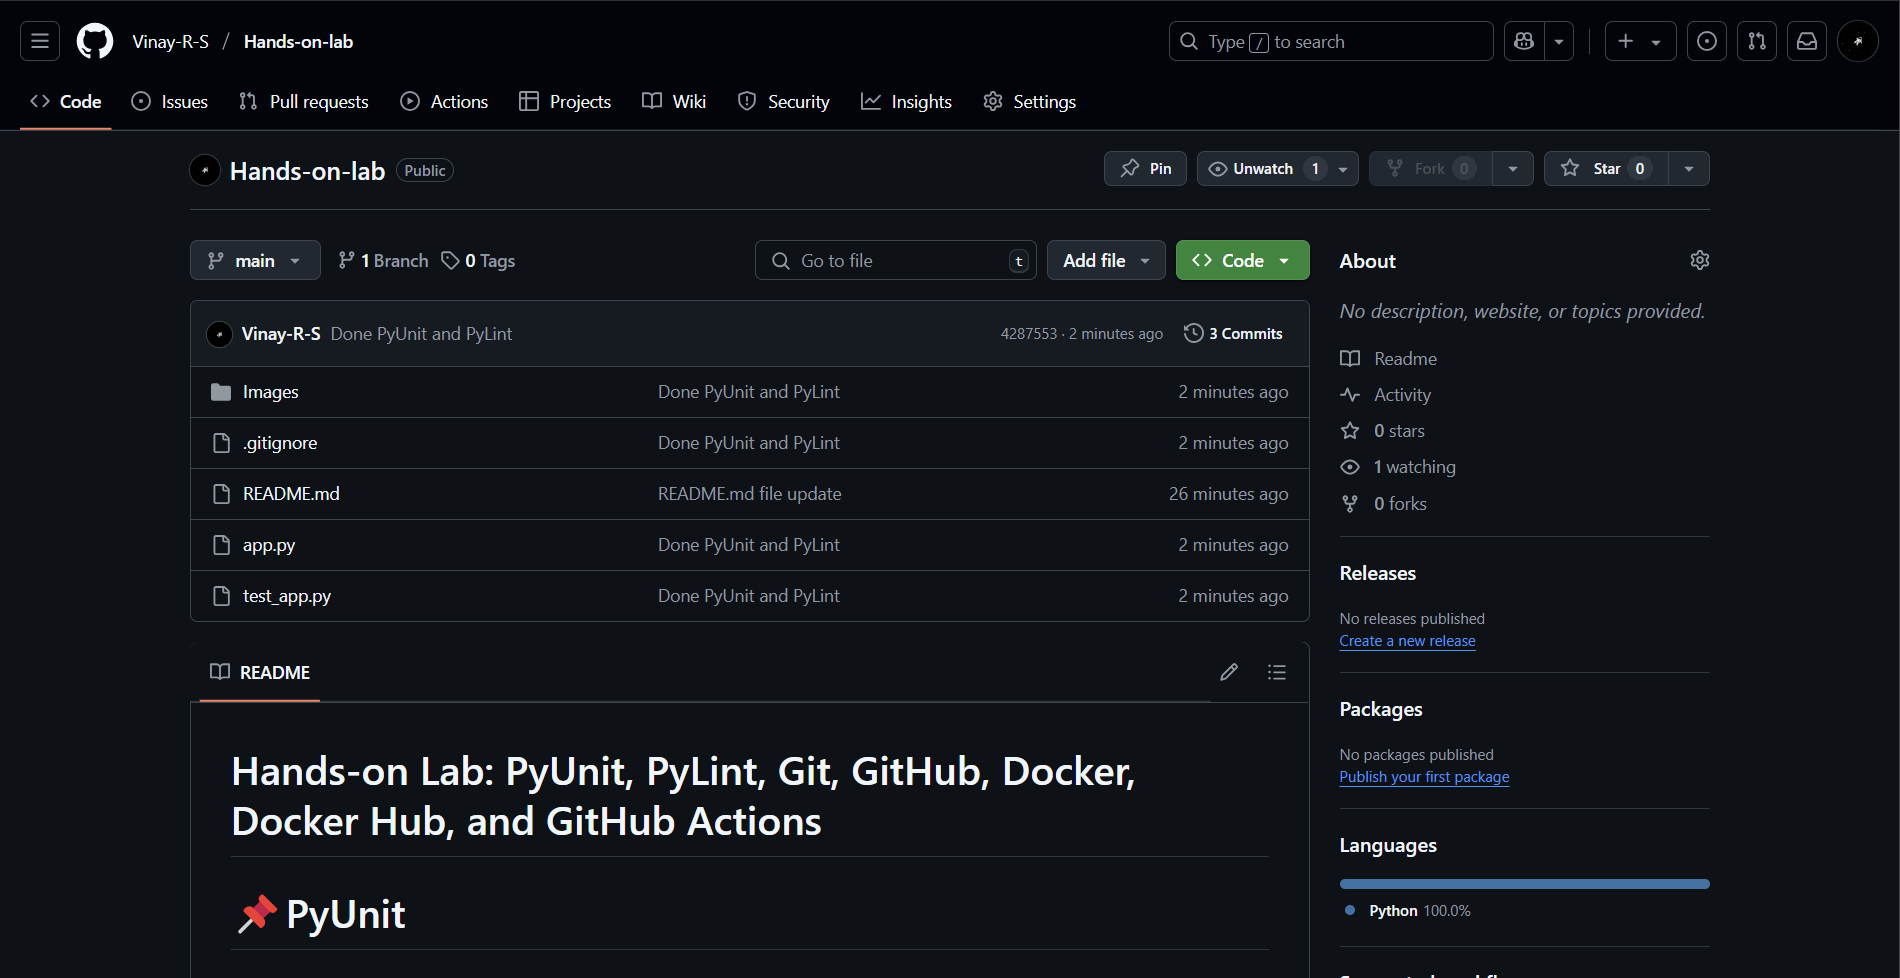 Vinay-R-S / Hands-on-lab
Type / to search
Code Issues Pull requests Actions Projects Wiki Security Insights Settings
Hands-on-lab Public
Pin Unwatch 1 Fork 0 Star 0
main 1 Branch 0 Tags
Go to file t Add file Code
Vinay-R-S Done PyUnit and PyLint 4287553 · 2 minutes ago 3 Commits
Images Done PyUnit and PyLint 2 minutes ago
.gitignore Done PyUnit and PyLint 2 minutes ago
README.md README.md file update 26 minutes ago
app.py Done PyUnit and PyLint 2 minutes ago
test_app.py Done PyUnit and PyLint 2 minutes ago
README
Hands-on Lab: PyUnit, PyLint, Git, GitHub, Docker,
Docker Hub, and GitHub Actions
PyUnit
About
No description, website, or topics provided.
Readme
Activity
0 stars
1 watching
0 forks
Releases
No releases published
Create a new release
Packages
No packages published
Publish your first package
Languages
Python 100.0%